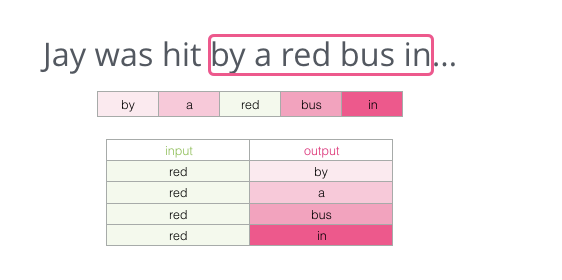 Jay was hit by a red bus in...
by a red bus in
input output
red by
red a
red bus
red in